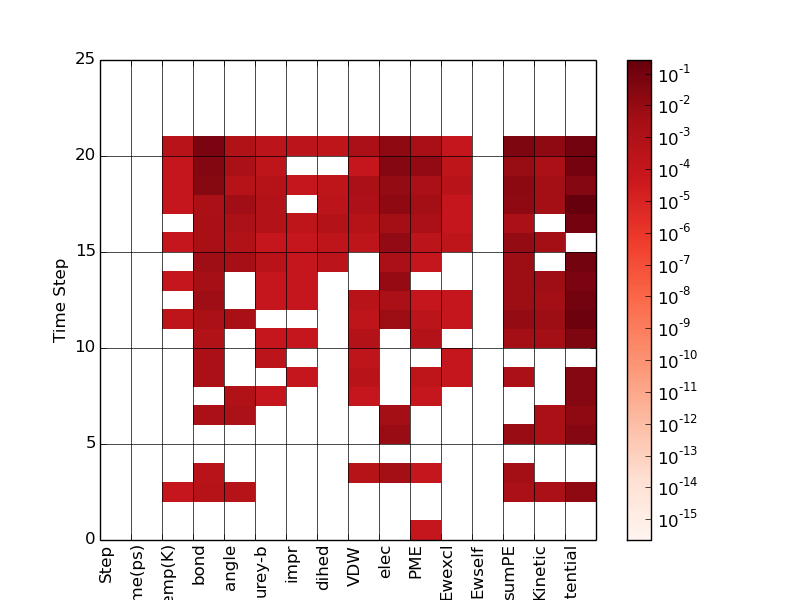 25
20
15
10
5
0
Time Step
Step
me(ps)
emp(K)
bond
angle
urey-b
impr
dihed
VDW
elec
PME
Ewexcl
Ewself
sumPE
Kinetic
tential
10^-1
10^-2
10^-3
10^-4
10^-5
10^-6
10^-7
10^-8
10^-9
10^-10
10^-11
10^-12
10^-13
10^-14
10^-15